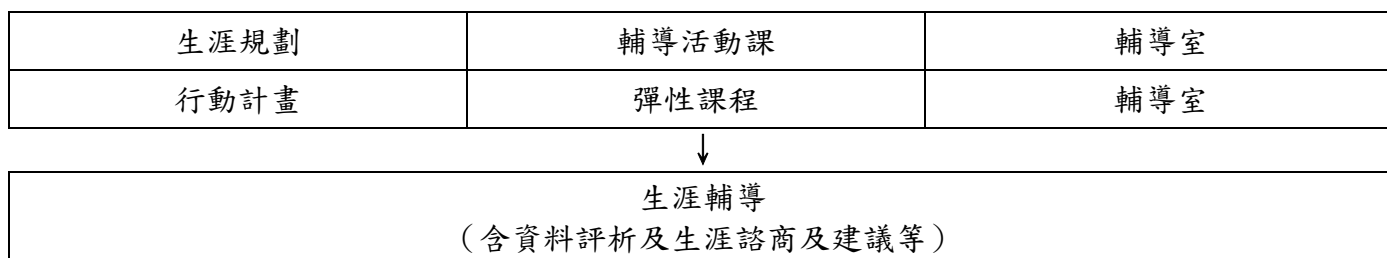 生涯規劃 輔導活動課 輔導室
行動計畫 彈性課程 輔導室
↓
生涯輔導
（含資料評析及生涯諮商及建議等）